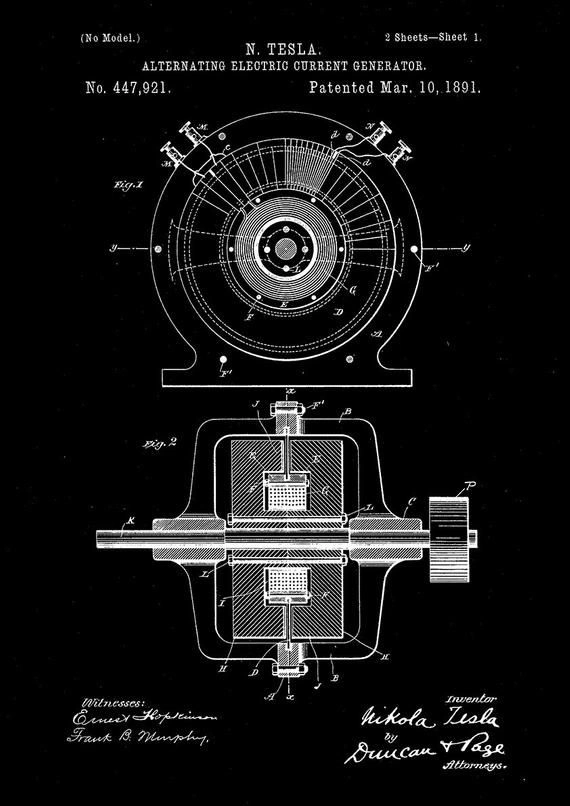 (No Model.)
2 Sheets—Sheet 1.
N. TESLA.
ALTERNATING ELECTRIC CURRENT GENERATOR.
No. 447,921.
Patented Mar. 10, 1891.
M
M
e
d
N
N
d
Fig. 1
y
y
F'
L
G
F
E
D
A
F'
x
J
F'
B
Fig. 2
E
E
F
G
L
C
P
K
L
I
F
H
D
J
H
A
x
B
Witnesses:
Ernest Hopkinson
Frank B. Murphy.
Inventor
Nikola Tesla
by
Duncan & Page
Attorneys.